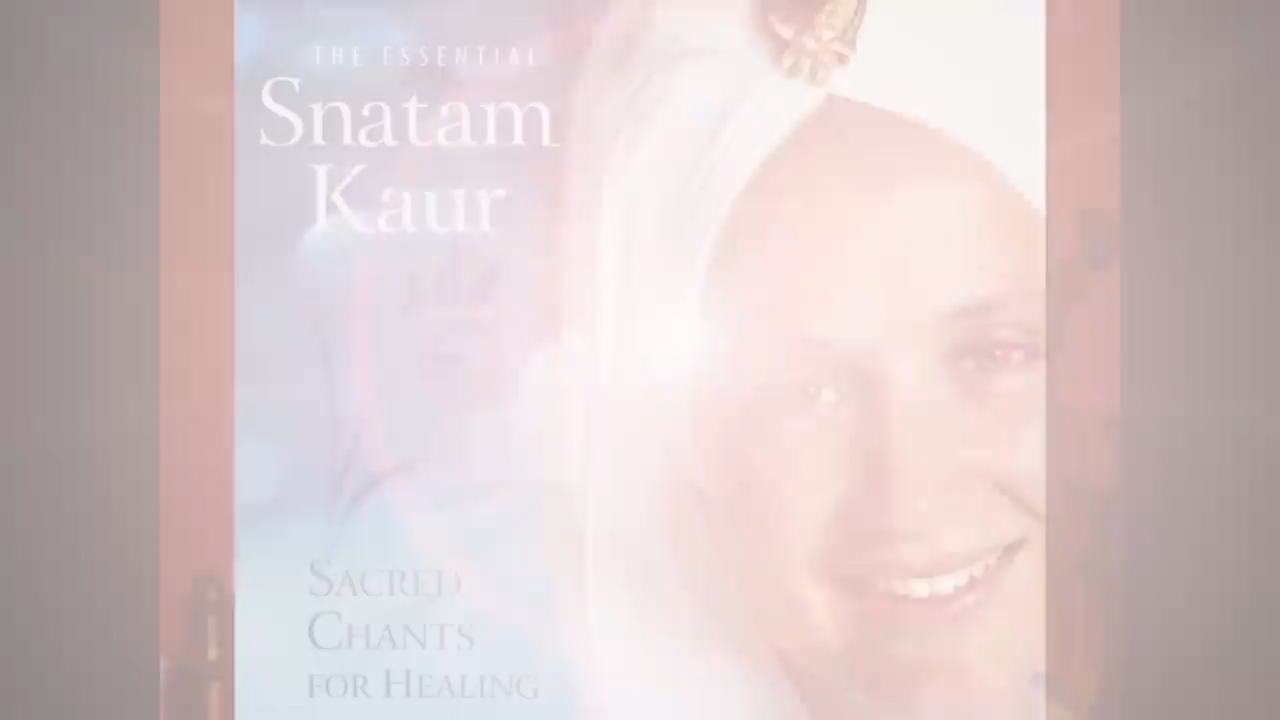 THE ESSENTIAL
Snatam
Kaur
SACRED
CHANTS
FOR HEALING